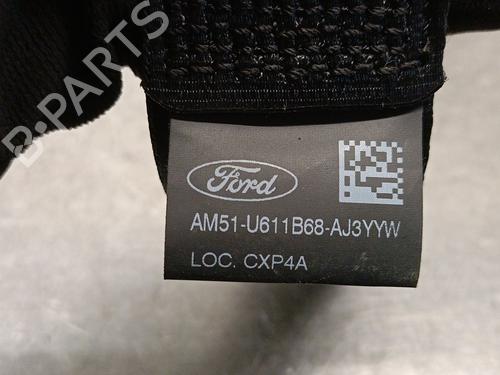 B-PARTS
Ford
AM51-U611B68-AJ3YYW
LOC. CXP4A